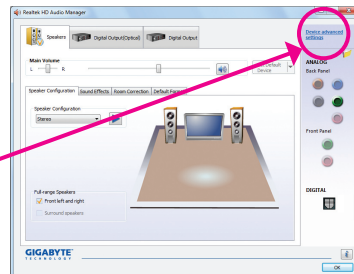 Realtek HD Audio Manager
Speakers
Digital Output(Optical)
Digital Output
Device advanced
settings
Main Volume
L
R
Default
Device
ANALOG
Back Panel
Speaker Configuration
Sound Effects
Room Correction
Default Format
Speaker Configuration
Stereo
Front Panel
Full-range Speakers
Front left and right
Surround speakers
DIGITAL
GIGABYTE
TECHNOLOGY
i
OK